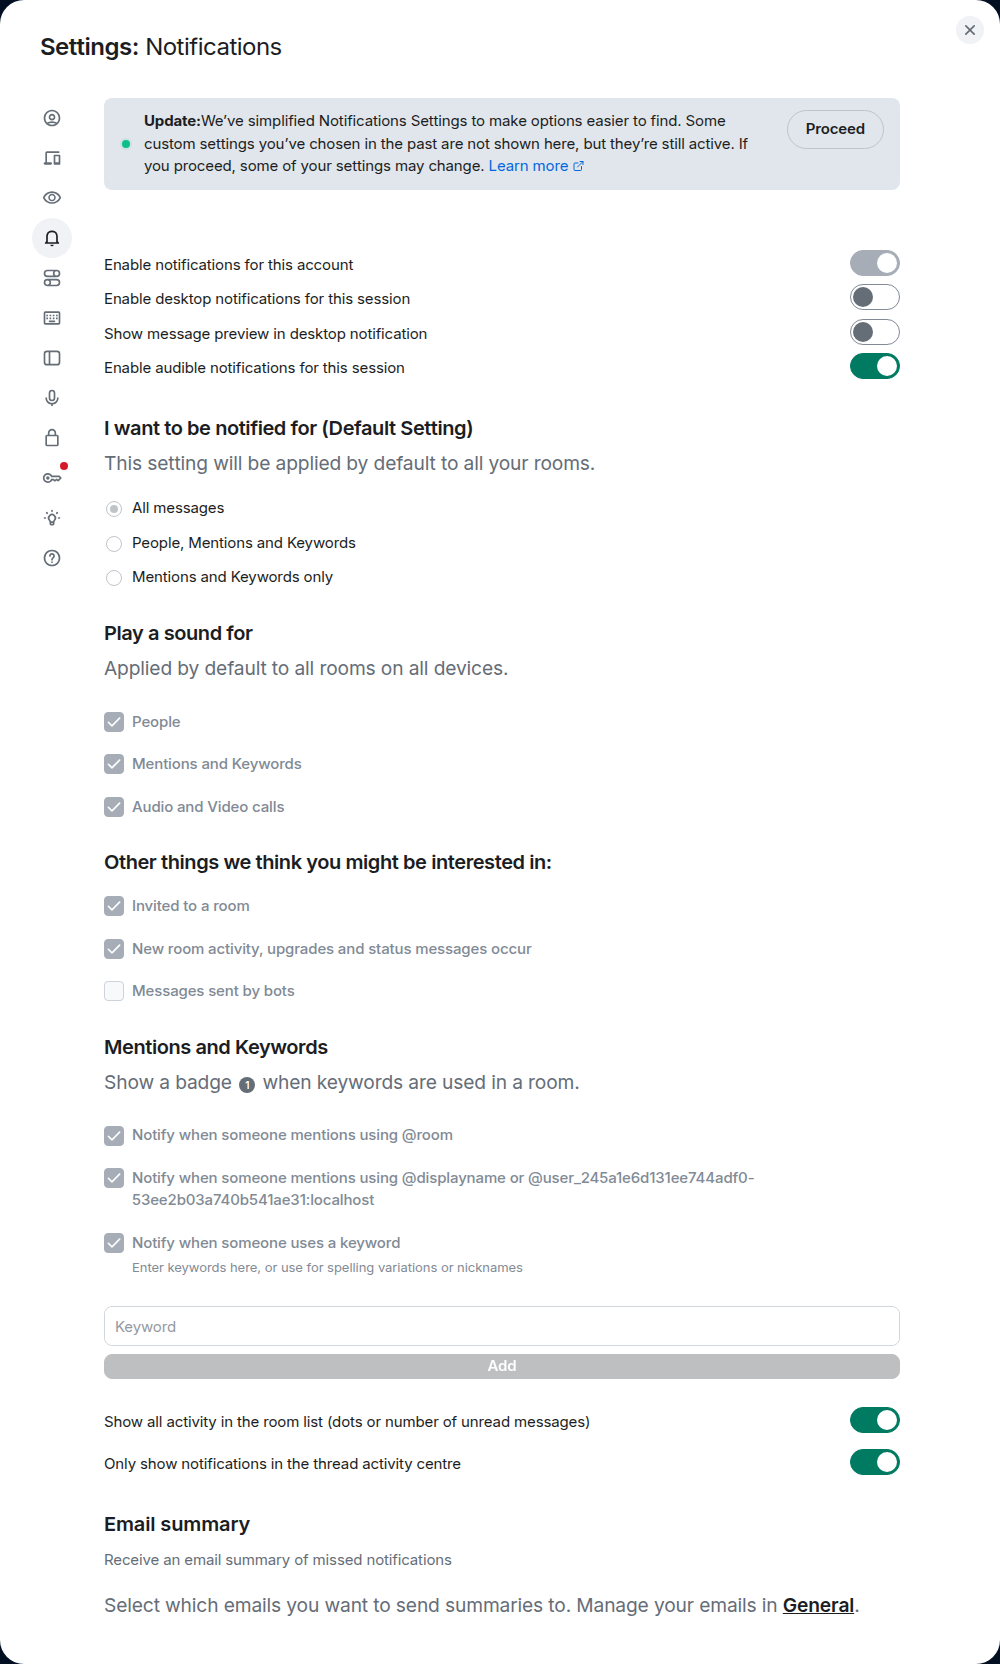 Settings: Notifications
Update:We’ve simplified Notifications Settings to make options easier to find. Some
custom settings you’ve chosen in the past are not shown here, but they’re still active. If
you proceed, some of your settings may change. Learn more
Proceed
Enable notifications for this account
Enable desktop notifications for this session
Show message preview in desktop notification
Enable audible notifications for this session
I want to be notified for (Default Setting)
This setting will be applied by default to all your rooms.
All messages
People, Mentions and Keywords
Mentions and Keywords only
Play a sound for
Applied by default to all rooms on all devices.
People
Mentions and Keywords
Audio and Video calls
Other things we think you might be interested in:
Invited to a room
New room activity, upgrades and status messages occur
Messages sent by bots
Mentions and Keywords
Show a badge 1 when keywords are used in a room.
Notify when someone mentions using @room
Notify when someone mentions using @displayname or @user_245a1e6d131ee744adf0-
53ee2b03a740b541ae31:localhost
Notify when someone uses a keyword
Enter keywords here, or use for spelling variations or nicknames
Keyword
Add
Show all activity in the room list (dots or number of unread messages)
Only show notifications in the thread activity centre
Email summary
Receive an email summary of missed notifications
Select which emails you want to send summaries to. Manage your emails in General.